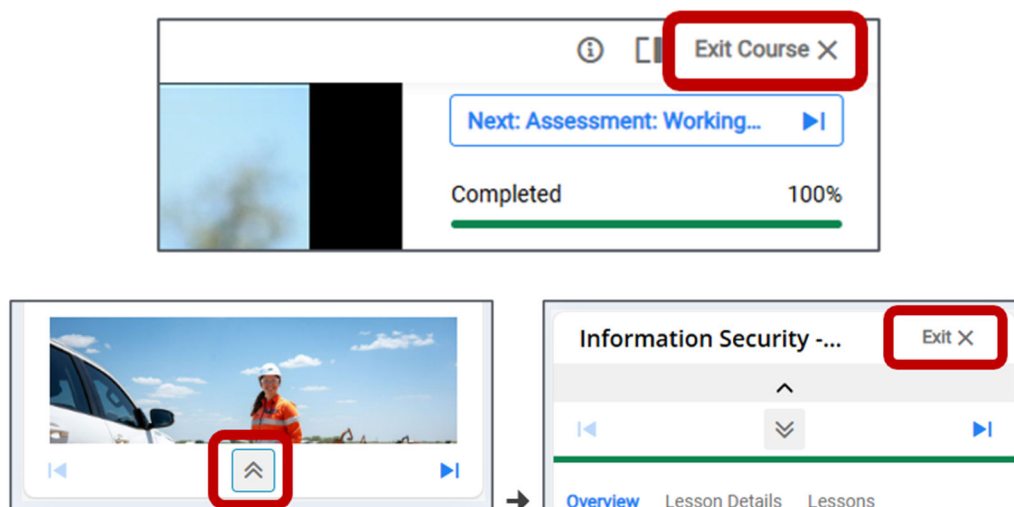 Exit Course
Next: Assessment: Working...
Completed 100%
Information Security -...
Exit
Overview Lesson Details Lessons